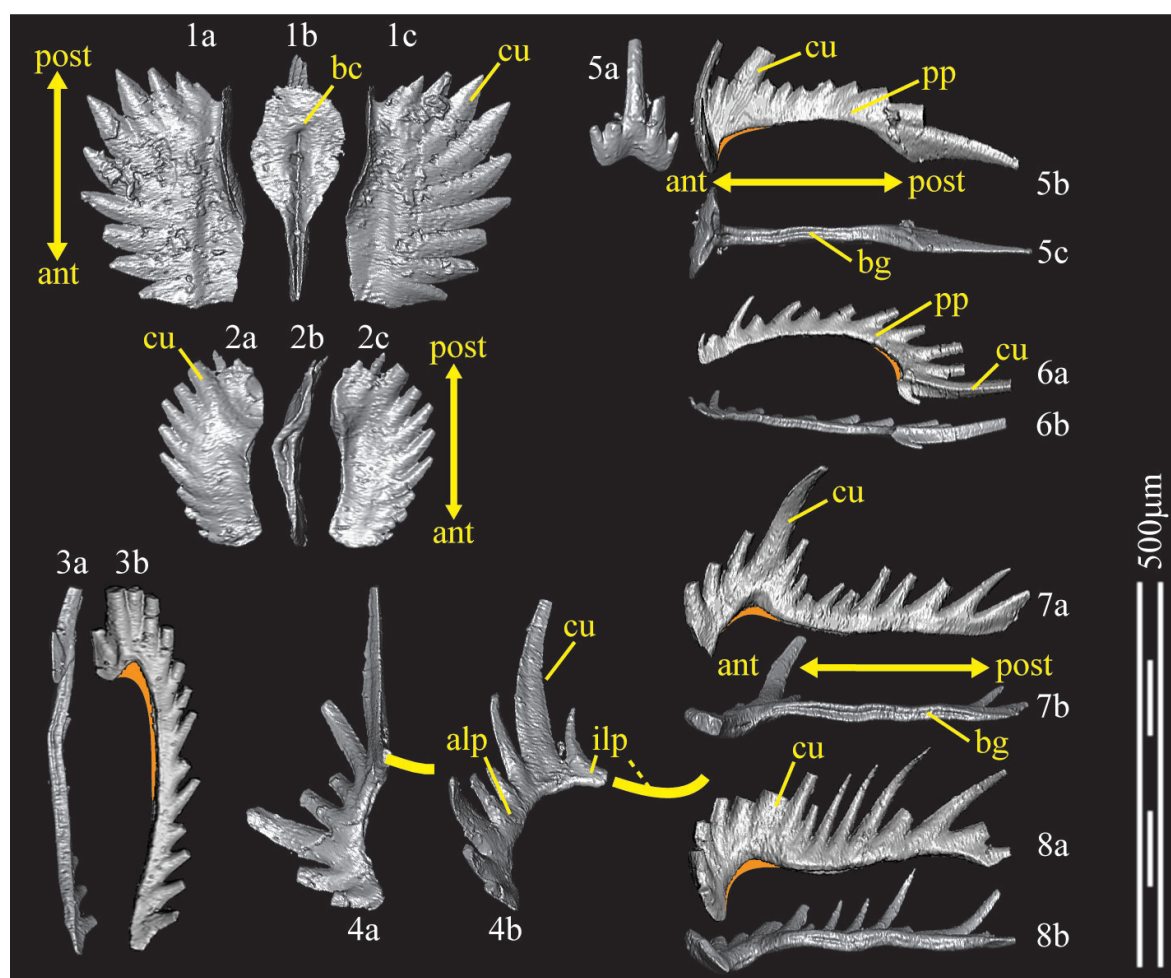 1a 1b 1c
post
bc
cu
ant
5a
cu
pp
ant post
5b
bg
5c
pp
cu
6a
6b
cu
2a 2b 2c
post
ant
3a 3b
cu
alp
ilp
4a
4b
cu
7a
ant post
7b
bg
cu
8a
8b
500μm